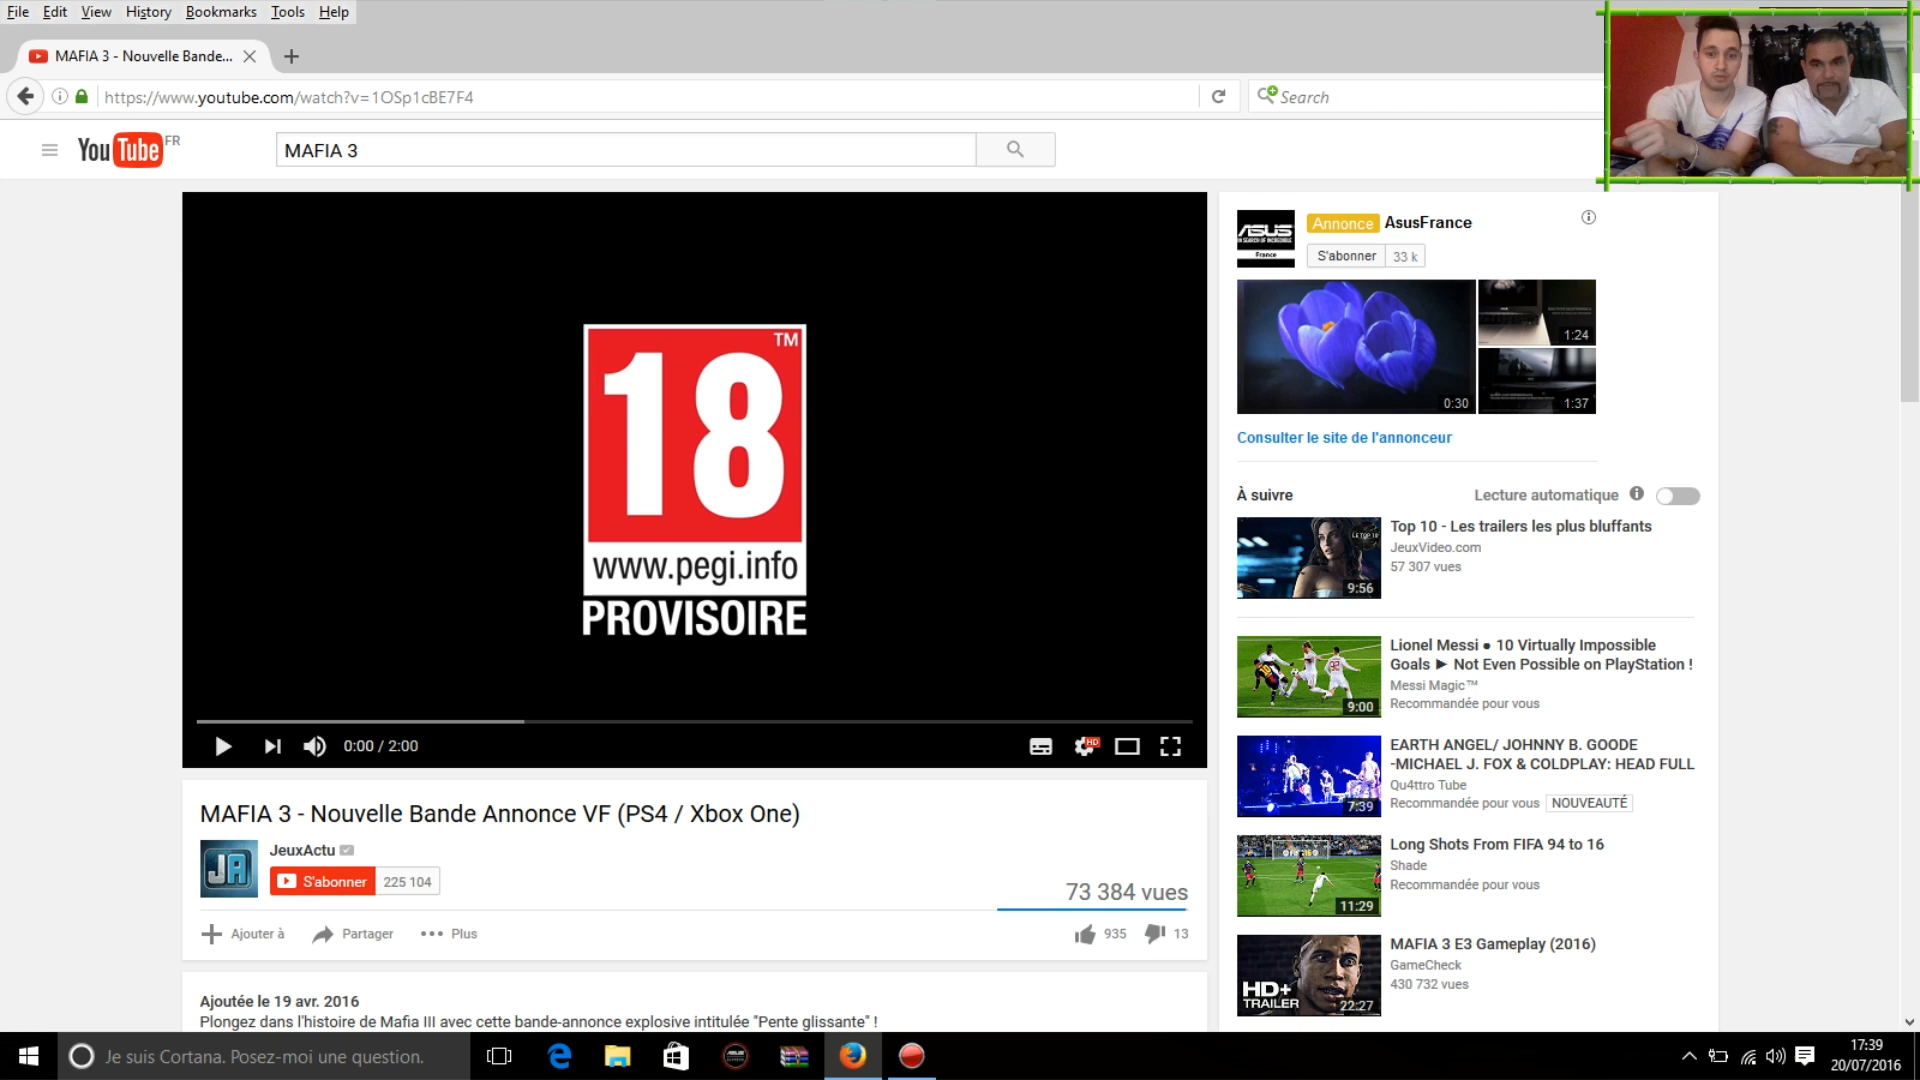 File Edit View History Bookmarks Tools Help
MAFIA 3 - Nouvelle Bande...
https://www.youtube.com/watch?v=1OSp1cBE7F4
Search
YouTube FR
MAFIA 3
18 TM
www.pegi.info
PROVISOIRE
0:00 / 2:00
HD
MAFIA 3 - Nouvelle Bande Annonce VF (PS4 / Xbox One)
JA
JeuxActu
S'abonner 225 104
73 384 vues
Ajouter à Partager Plus
935 13
Ajoutée le 19 avr. 2016
Plongez dans l'histoire de Mafia III avec cette bande-annonce explosive intitulée "Pente glissante" !
ASUS
IN SEARCH OF INCREDIBLE
France
Annonce AsusFrance
S'abonner 33 k
0:30
1:24
1:37
Consulter le site de l'annonceur
À suivre
Lecture automatique
9:56
Top 10 - Les trailers les plus bluffants
JeuxVideo.com
57 307 vues
9:00
Lionel Messi ● 10 Virtually Impossible
Goals ► Not Even Possible on PlayStation !
Messi Magic™
Recommandée pour vous
7:39
EARTH ANGEL/ JOHNNY B. GOODE
-MICHAEL J. FOX & COLDPLAY: HEAD FULL
Qu4ttro Tube
Recommandée pour vous NOUVEAUTÉ
11:29
Long Shots From FIFA 94 to 16
Shade
Recommandée pour vous
HD+
TRAILER
22:27
MAFIA 3 E3 Gameplay (2016)
GameCheck
430 732 vues
Je suis Cortana. Posez-moi une question.
17:39
20/07/2016